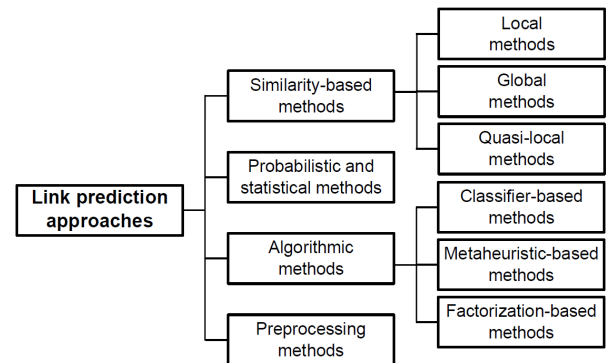 Link prediction
approaches
Similarity-based
methods
Local
methods
Global
methods
Quasi-local
methods
Probabilistic and
statistical methods
Algorithmic
methods
Classifier-based
methods
Metaheuristic-based
methods
Factorization-based
methods
Preprocessing
methods